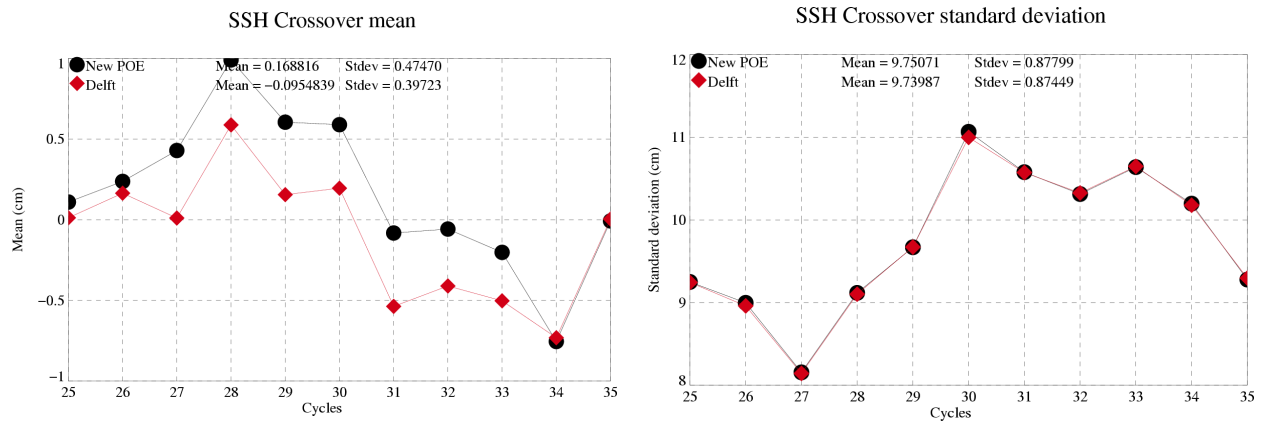 SSH Crossover mean
New POE Mean = 0.168816 Stdev = 0.47470
Delft Mean = −0.0954839 Stdev = 0.39723
1
0.5
0
−0.5
−1
Mean (cm)
25 26 27 28 29 30 31 32 33 34 35
Cycles
SSH Crossover standard deviation
New POE Mean = 9.75071 Stdev = 0.87799
Delft Mean = 9.73987 Stdev = 0.87449
12
11
10
9
8
Standard deviation (cm)
25 26 27 28 29 30 31 32 33 34 35
Cycles